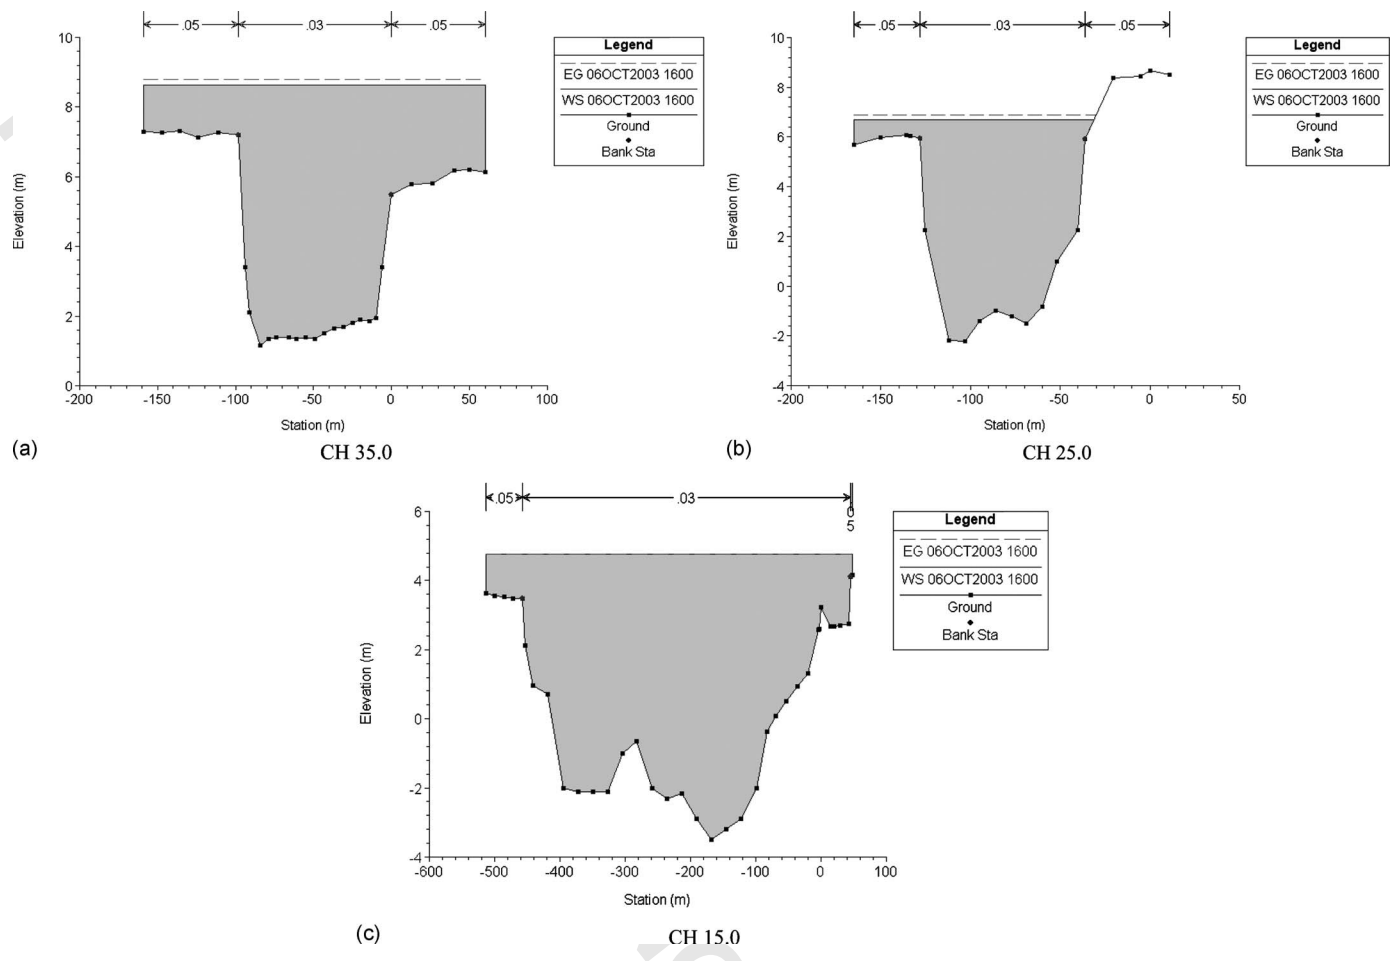 .05 .03 .05
10
8
6
4
2
0
-200 -150 -100 -50 0 50 100
Elevation (m)
Station (m)
Legend
EG 06OCT2003 1600
WS 06OCT2003 1600
Ground
Bank Sta
(a)
CH 35.0
.05 .03 .05
10
8
6
4
2
0
-2
-4
-200 -150 -100 -50 0 50
Elevation (m)
Station (m)
Legend
EG 06OCT2003 1600
WS 06OCT2003 1600
Ground
Bank Sta
(b)
CH 25.0
.05 .03
0
5
6
4
2
0
-2
-4
-600 -500 -400 -300 -200 -100 0 100
Elevation (m)
Station (m)
Legend
EG 06OCT2003 1600
WS 06OCT2003 1600
Ground
Bank Sta
(c)
CH 15.0